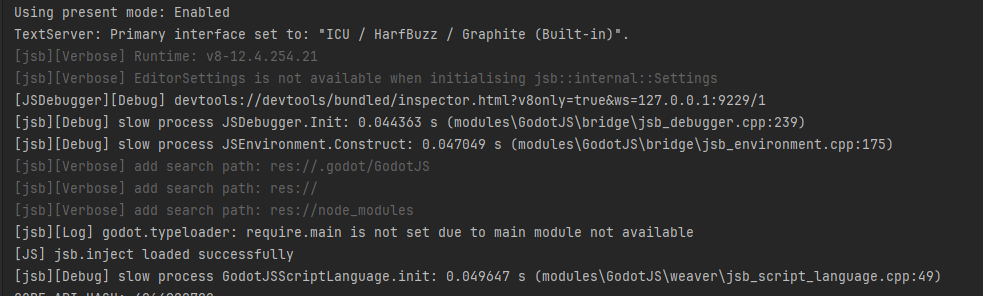 Using present mode: Enabled
TextServer: Primary interface set to: "ICU / HarfBuzz / Graphite (Built-in)".
[jsb][Verbose] Runtime: v8-12.4.254.21
[jsb][Verbose] EditorSettings is not available when initialising jsb::internal::Settings
[JSDebugger][Debug] devtools://devtools/bundled/inspector.html?v8only=true&ws=127.0.0.1:9229/1
[jsb][Debug] slow process JSDebugger.Init: 0.044363 s (modules\GodotJS\bridge\jsb_debugger.cpp:239)
[jsb][Debug] slow process JSEnvironment.Construct: 0.047049 s (modules\GodotJS\bridge\jsb_environment.cpp:175)
[jsb][Verbose] add search path: res://.godot/GodotJS
[jsb][Verbose] add search path: res://
[jsb][Verbose] add search path: res://node_modules
[jsb][Log] godot.typeloader: require.main is not set due to main module not available
[JS] jsb.inject loaded successfully
[jsb][Debug] slow process GodotJSScriptLanguage.init: 0.049647 s (modules\GodotJS\weaver\jsb_script_language.cpp:49)